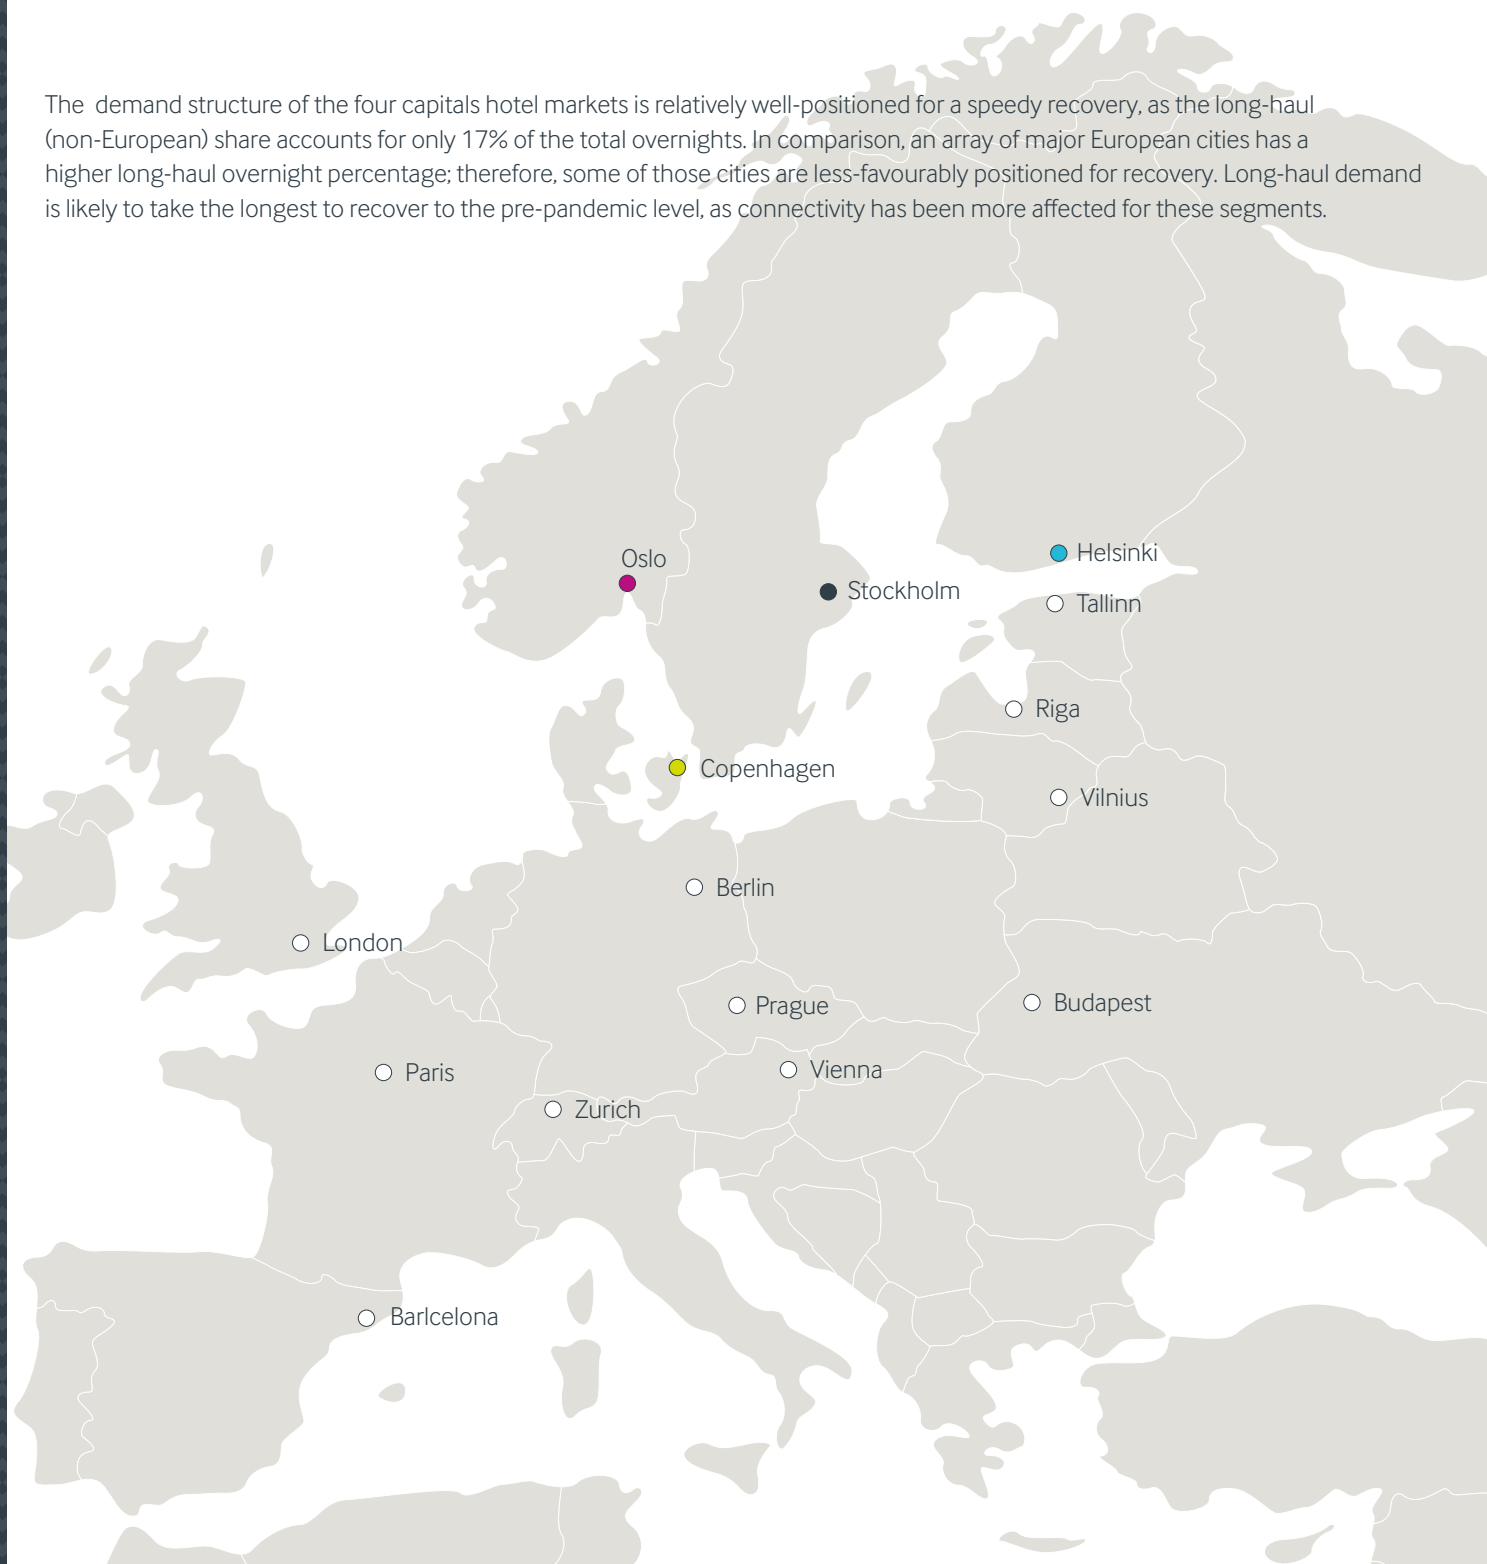 The demand structure of the four capitals hotel markets is relatively well-positioned for a speedy recovery, as the long-haul
(non-European) share accounts for only 17% of the total overnights. In comparison, an array of major European cities has a
higher long-haul overnight percentage; therefore, some of those cities are less-favourably positioned for recovery. Long-haul demand
is likely to take the longest to recover to the pre-pandemic level, as connectivity has been more affected for these segments.
Oslo
Helsinki
Stockholm
Tallinn
Riga
Copenhagen
Vilnius
Berlin
London
Prague
Budapest
Paris
Vienna
Zurich
Barlcelona